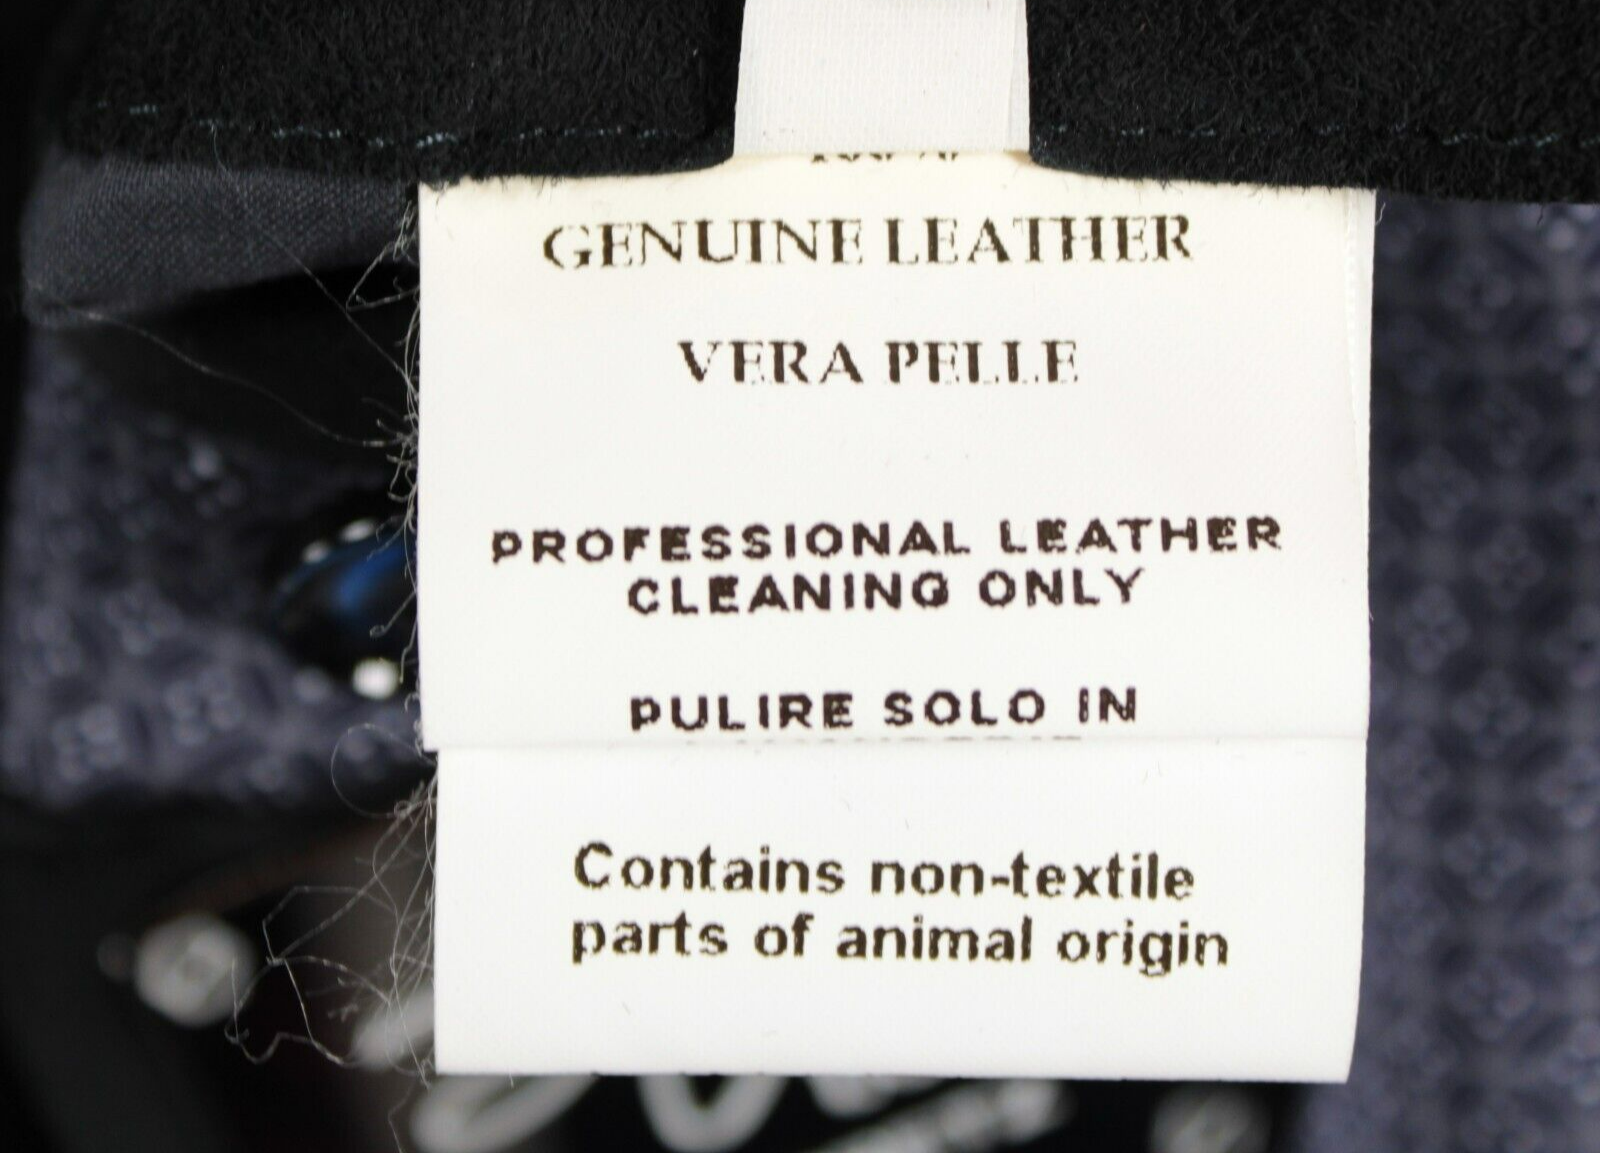 GENUINE LEATHER
VERA PELLE
PROFESSIONAL LEATHER
CLEANING ONLY
PULIRE SOLO IN
Contains non-textile
parts of animal origin